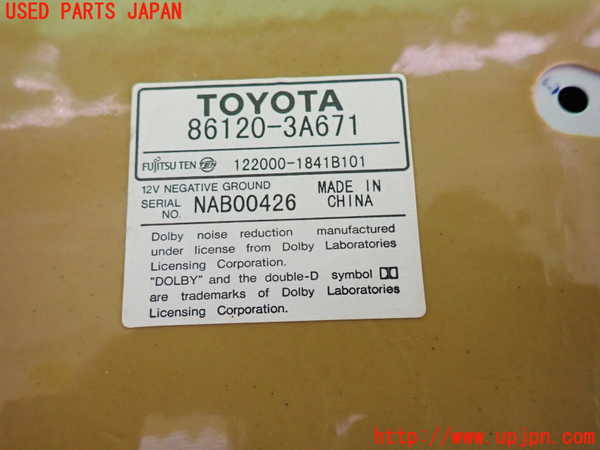 USED PARTS JAPAN
TOYOTA
86120-3A671
FUJITSU TEN TEN 122000-1841B101
12V NEGATIVE GROUND
SERIAL NO. NAB00426
MADE IN CHINA
Dolby noise reduction manufactured
under license from Dolby Laboratories
Licensing Corporation.
"DOLBY" and the double-D symbol
are trademarks of Dolby Laboratories
Licensing Corporation.
http://www.upjpn.com/